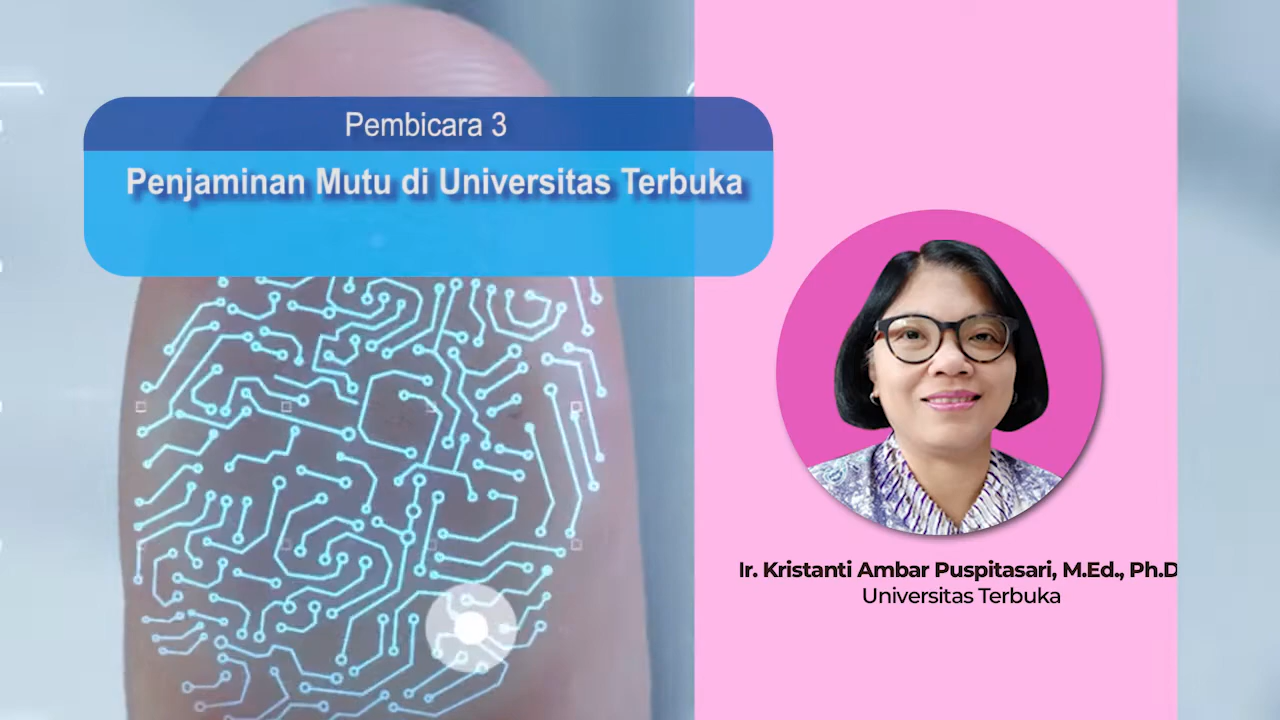 Pembicara 3
Penjaminan Mutu di Universitas Terbuka
Ir. Kristanti Ambar Puspitasari, M.Ed., Ph.D
Universitas Terbuka